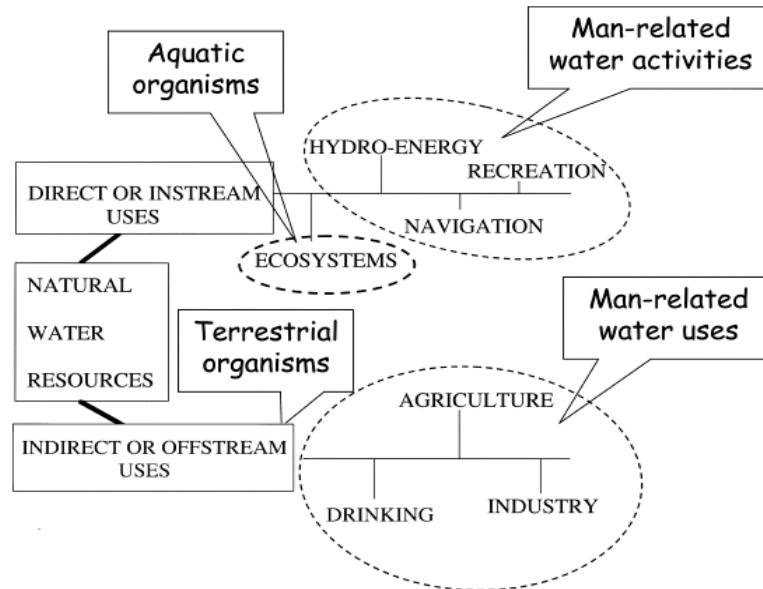 Aquatic
organisms
Man-related
water activities
HYDRO-ENERGY
RECREATION
DIRECT OR INSTREAM
USES
NAVIGATION
ECOSYSTEMS
NATURAL
WATER
RESOURCES
Terrestrial
organisms
Man-related
water uses
AGRICULTURE
INDIRECT OR OFFSTREAM
USES
DRINKING
INDUSTRY